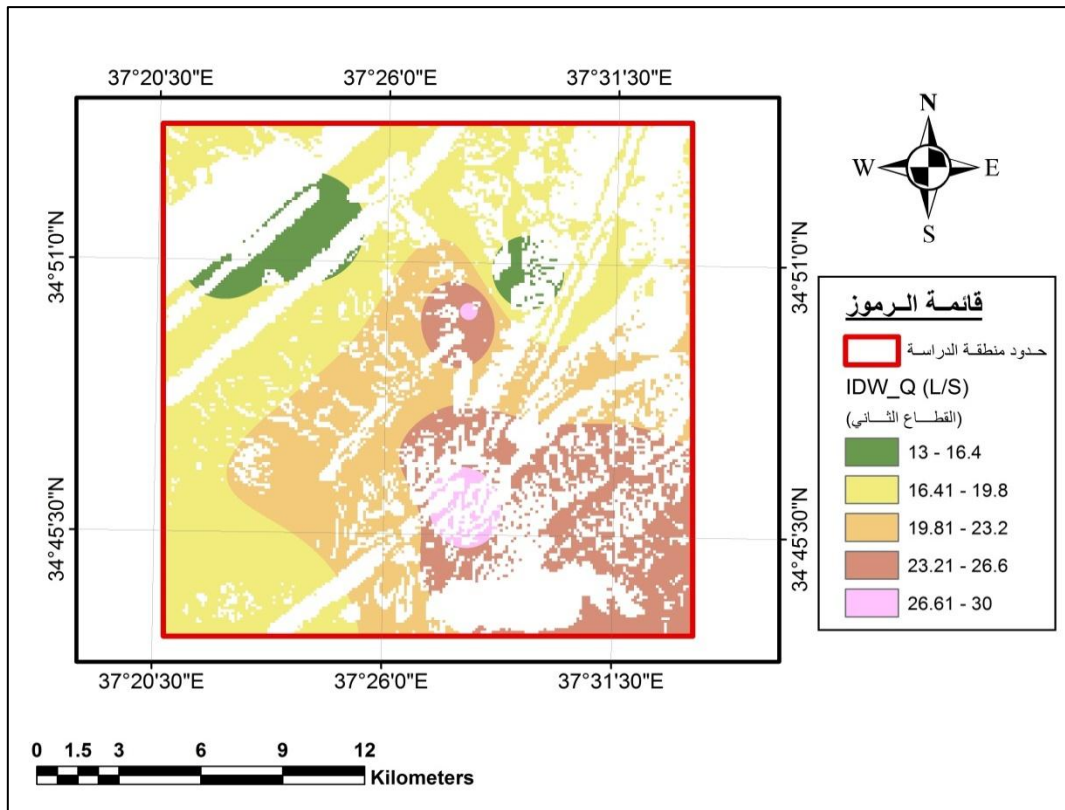 37°20'30"E 37°26'0"E 37°31'30"E
34°51'0"N
34°45'30"N
34°51'0"N
34°45'30"N
37°20'30"E 37°26'0"E 37°31'30"E
N
W E
S
قائمـة الـرموز
حـدود منطقـة الدراسـة
IDW_Q (L/S)
(القطـــاع الثـــاني)
13 - 16.4
16.41 - 19.8
19.81 - 23.2
23.21 - 26.6
26.61 - 30
0 1.5 3 6 9 12
Kilometers